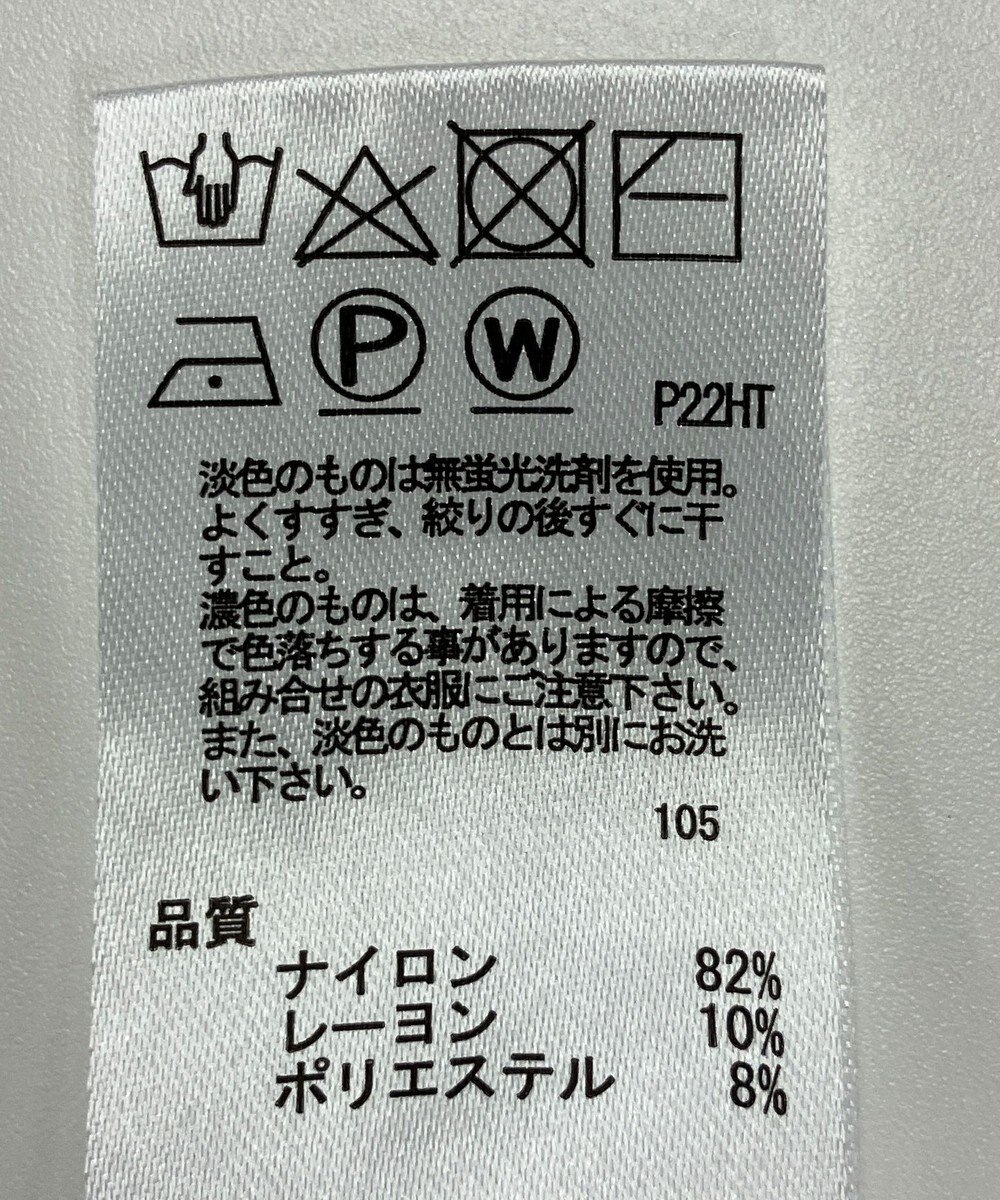 P W
P22HT
淡色のものは無蛍光洗剤を使用。
よくすすぎ、絞りの後すぐに干
すこと。
濃色のものは、着用による摩擦
で色落ちする事がありますので、
組み合せの衣服にご注意下さい。
また、淡色のものとは別にお洗
い下さい。
105
品質
ナイロン 82%
レーヨン 10%
ポリエステル 8%